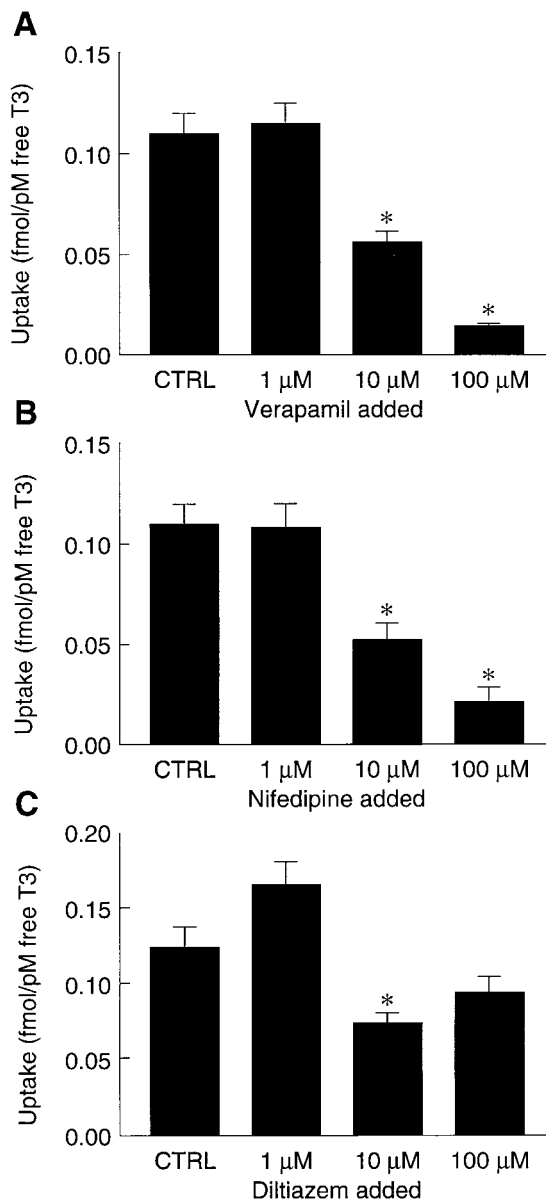 A
Uptake (fmol/pM free T3)
0.15
0.10
0.05
0.00
*
*
CTRL 1 µM 10 µM 100 µM
Verapamil added
B
Uptake (fmol/pM free T3)
0.15
0.10
0.05
0.00
*
*
CTRL 1 µM 10 µM 100 µM
Nifedipine added
C
Uptake (fmol/pM free T3)
0.20
0.15
0.10
0.05
0.00
*
CTRL 1 µM 10 µM 100 µM
Diltiazem added